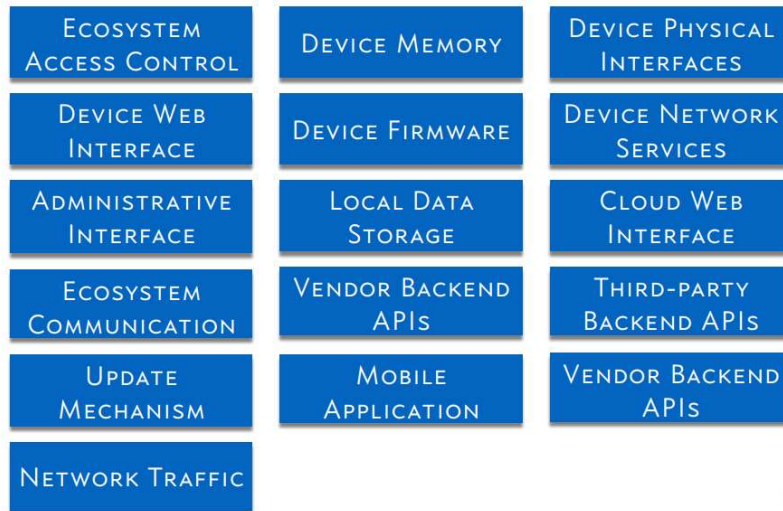 ECOSYSTEM
ACCESS CONTROL
DEVICE MEMORY
DEVICE PHYSICAL
INTERFACES
DEVICE WEB
INTERFACE
DEVICE FIRMWARE
DEVICE NETWORK
SERVICES
ADMINISTRATIVE
INTERFACE
LOCAL DATA
STORAGE
CLOUD WEB
INTERFACE
ECOSYSTEM
COMMUNICATION
VENDOR BACKEND
APIS
THIRD-PARTY
BACKEND APIS
UPDATE
MECHANISM
MOBILE
APPLICATION
VENDOR BACKEND
APIS
NETWORK TRAFFIC